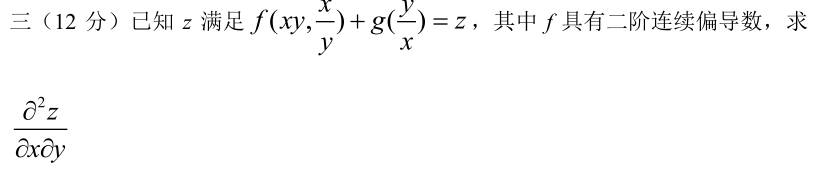 三（12 分）已知 z 满足 f(xy, x/y) + g(y/x) = z，其中 f 具有二阶连续偏导数，求
∂²z/∂x∂y